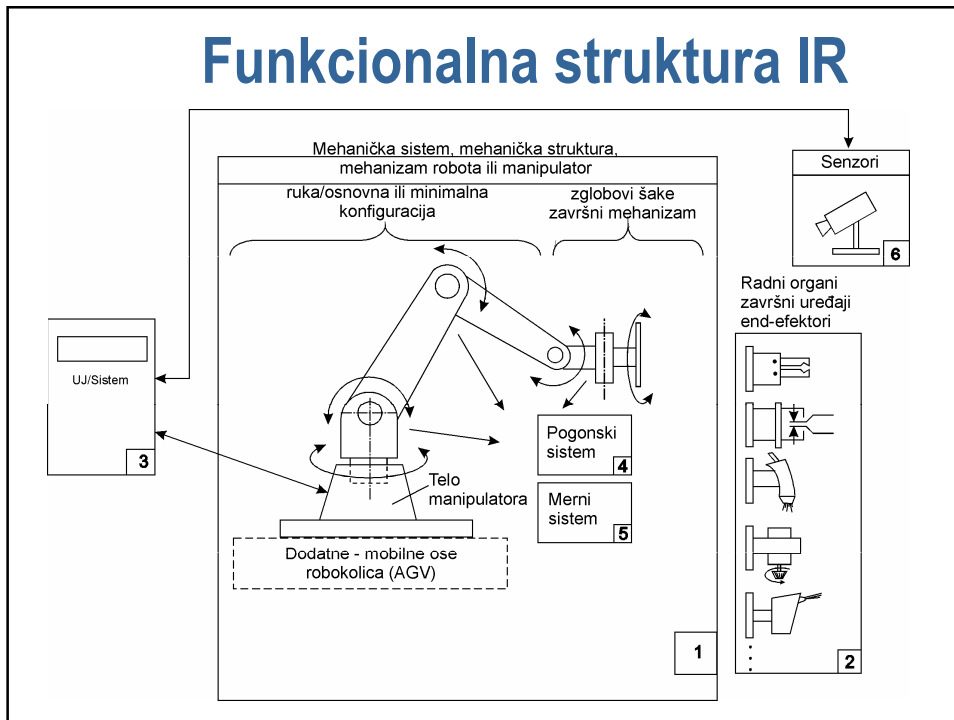 Funkcionalna struktura IR
Mehanička sistem, mehanička struktura,
mehanizam robota ili manipulator
ruka/osnovna ili minimalna
konfiguracija
zglobovi šake
završni mehanizam
Senzori
6
Radni organi
završni uređaji
end-efektori
UJ/Sistem
3
Pogonski
sistem
4
Telo
manipulatora
Merni
sistem
5
Dodatne - mobilne ose
robokolica (AGV)
1
2